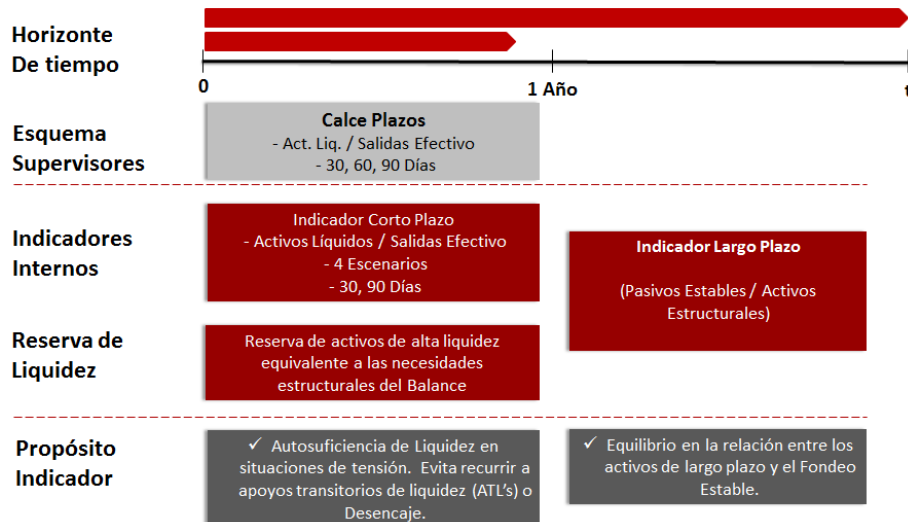 Horizonte
De tiempo
0
1 Año
t
Esquema
Supervisores
Calce Plazos
- Act. Liq. / Salidas Efectivo
- 30, 60, 90 Días
Indicadores
Internos
Indicador Corto Plazo
- Activos Líquidos / Salidas Efectivo
- 4 Escenarios
- 30, 90 Días
Indicador Largo Plazo
(Pasivos Estables / Activos
Estructurales)
Reserva de
Liquidez
Reserva de activos de alta liquidez
equivalente a las necesidades
estructurales del Balance
Propósito
Indicador
✓ Autosuficiencia de Liquidez en
situaciones de tensión. Evita recurrir a
apoyos transitorios de liquidez (ATL's) o
Desencaje.
✓ Equilibrio en la relación entre los
activos de largo plazo y el Fondeo
Estable.